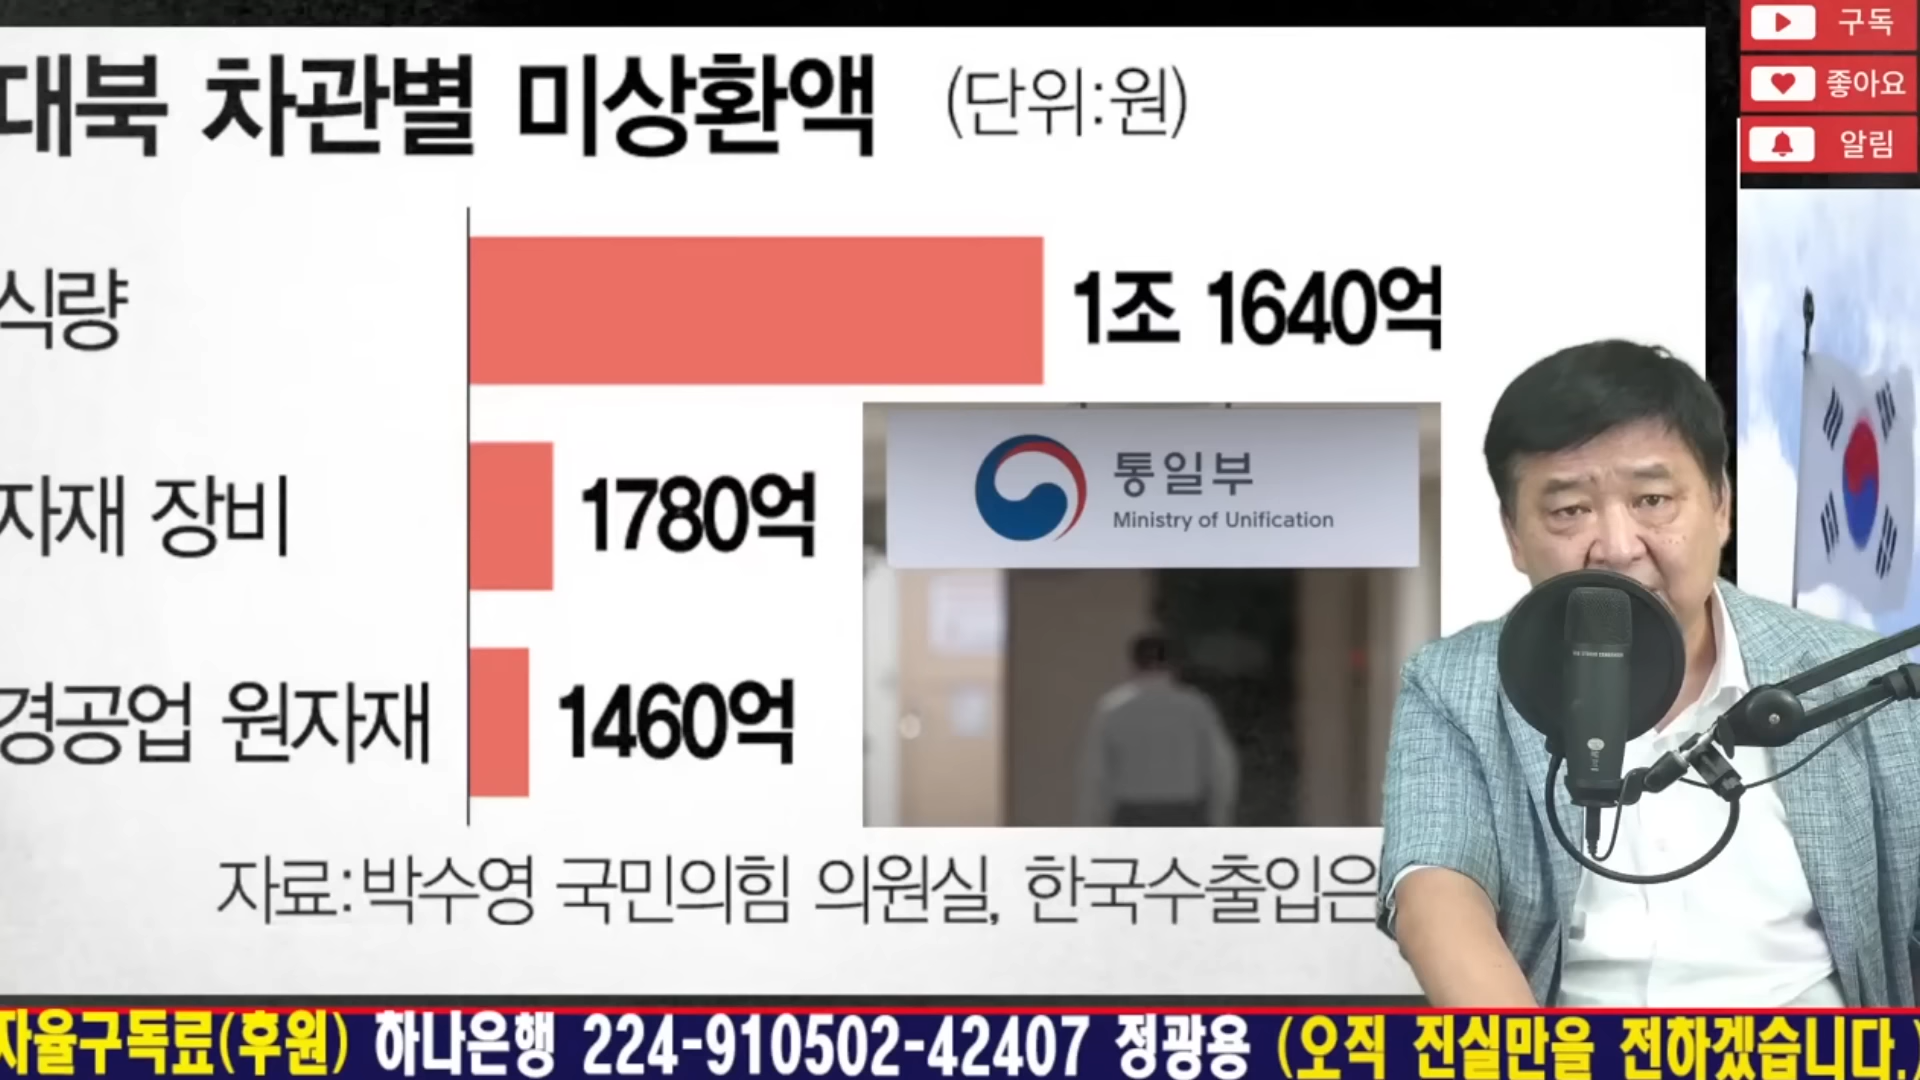 대북 차관별 미상환액 (단위:원)
구독
좋아요
알림
식량 1조 1640억
자재 장비 1780억
통일부
Ministry of Unification
경공업 원자재 1460억
자료:박수영 국민의힘 의원실, 한국수출입은
자율구독료(후원) 하나은행 224-910502-42407 정광용 (오직 진실만을 전하겠습니다.)